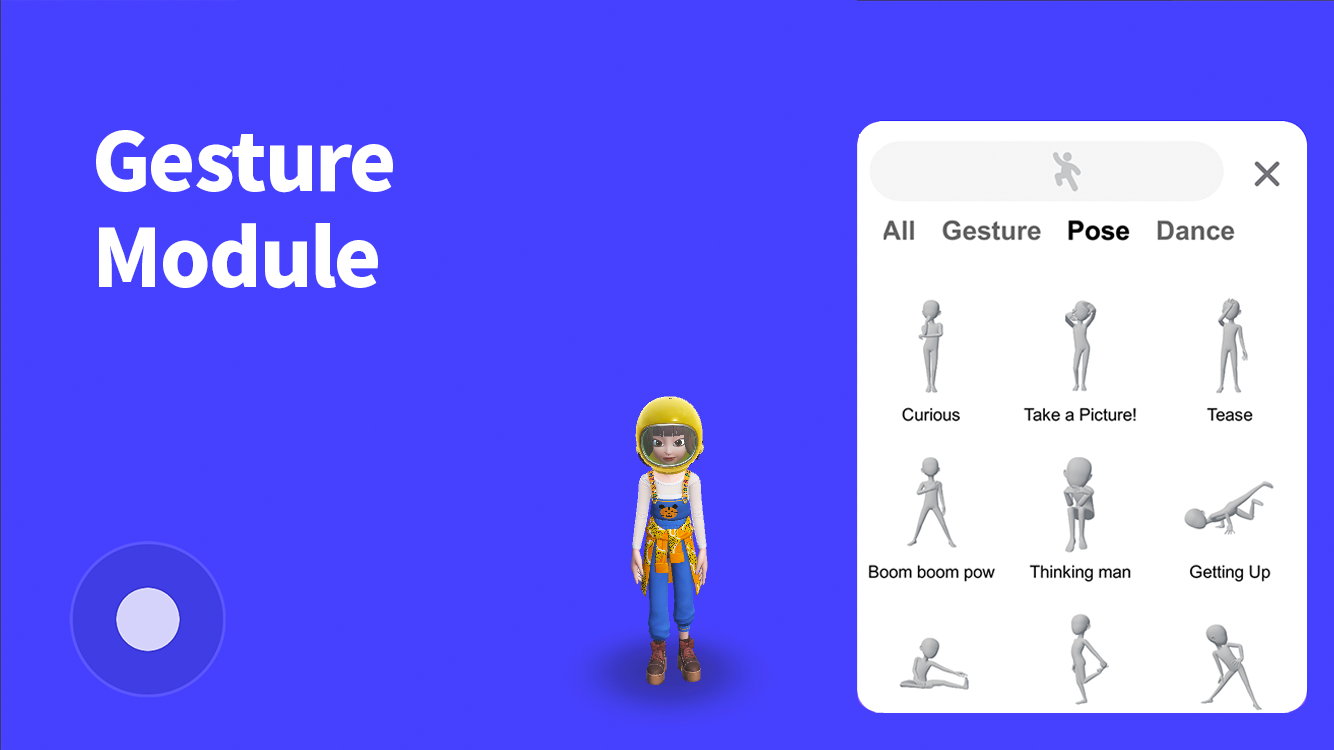 Gesture
Module
All Gesture Pose Dance
Curious Take a Picture! Tease
Boom boom pow Thinking man Getting Up